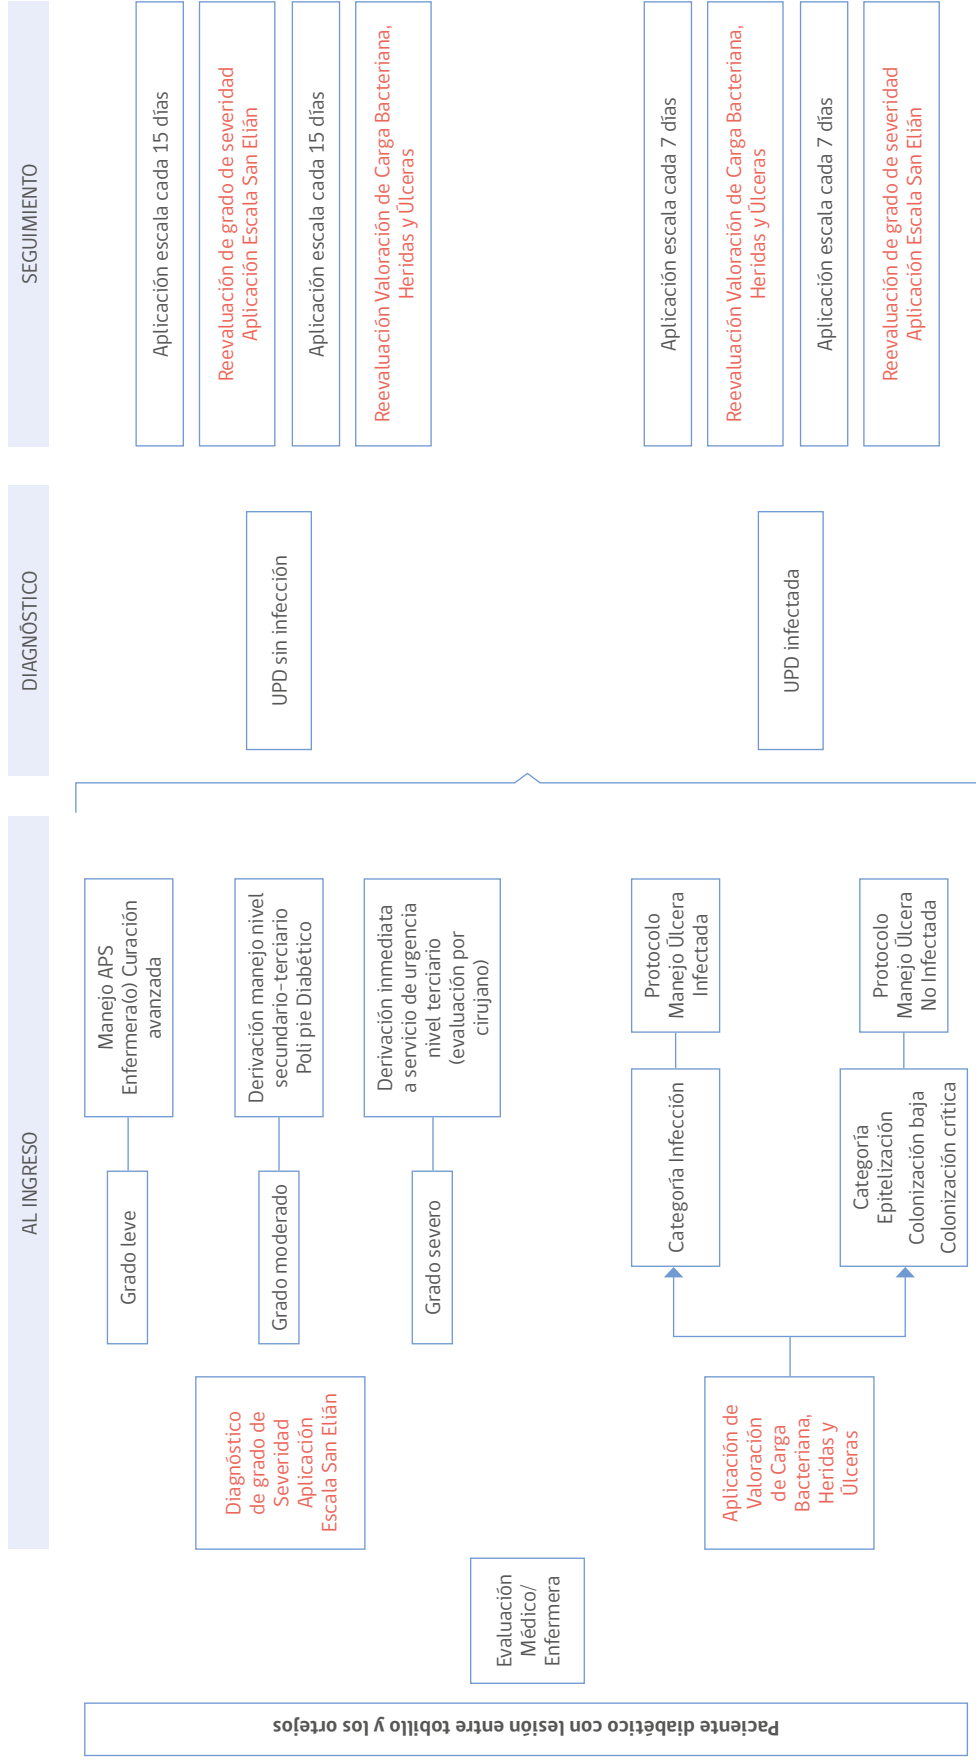 Paciente diabético con lesión entre tobillo y los ortejos
Evaluación
Médico/
Enfermera
AL INGRESO
Diagnóstico
de grado de
Severidad
Aplicación
Escala San Elián
Grado leve
Manejo APS
Enfermera(o) Curación
avanzada
Grado moderado
Derivación manejo nivel
secundario-terciario
Poli pie Diabético
Grado severo
Derivación inmediata
a servicio de urgencia
nivel terciario
(evaluación por
cirujano)
Aplicación de
Valoración
de Carga
Bacteriana,
Heridas y
Úlceras
Categoría Infección
Protocolo
Manejo Úlcera
Infectada
Categoría
Epitelización
Colonización baja
Colonización crítica
Protocolo
Manejo Úlcera
No Infectada
DIAGNÓSTICO
UPD sin infección
UPD infectada
SEGUIMIENTO
Aplicación escala cada 15 días
Reevaluación de grado de severidad
Aplicación Escala San Elián
Aplicación escala cada 15 días
Reevaluación Valoración de Carga Bacteriana,
Heridas y Úlceras
Aplicación escala cada 7 días
Reevaluación Valoración de Carga Bacteriana,
Heridas y Úlceras
Aplicación escala cada 7 días
Reevaluación de grado de severidad
Aplicación Escala San Elián